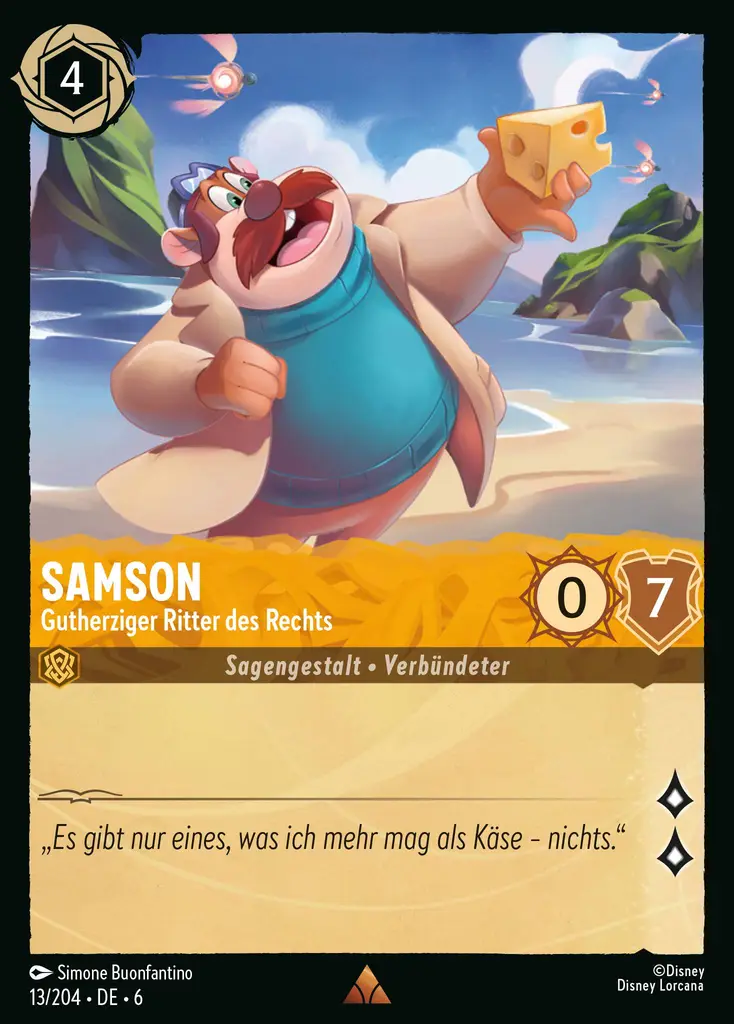 4
SAMSON
Gutherziger Ritter des Rechts
0
7
Sagengestalt • Verbündeter
„Es gibt nur eines, was ich mehr mag als Käse – nichts.“
Simone Buonfantino
13/204 • DE • 6
©Disney
Disney Lorcana